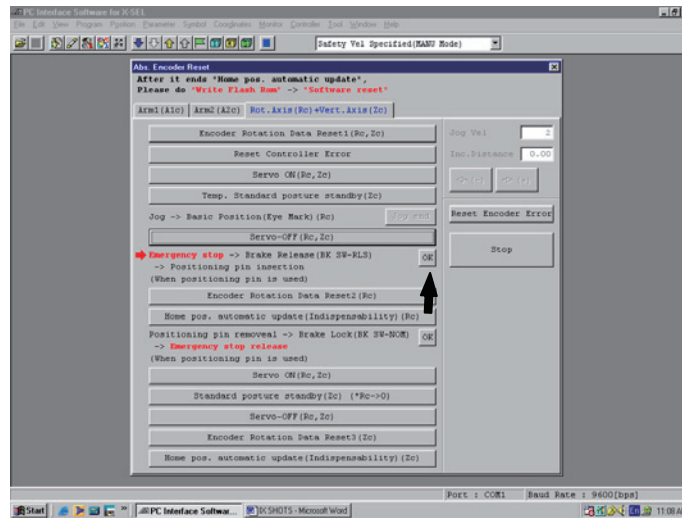 PC Interface Software for X-SEL
File Edit View Program Position Parameter Symbol Coordinates Monitor Controller Tool Window Help
Safety Vel Specified(MANU Mode)
Abs. Encoder Reset
After it ends "Home pos. automatic update",
Please do "Write Flash Rom" -> "Software reset"
Arm1(A1c) Arm2(A2c) Rot.Axis(Rc)+Vert.Axis(Zc)
Encoder Rotation Data Reset1(Rc,Zc)
Jog Vel 2
Reset Controller Error
Inc.Distance 0.00
Servo ON(Rc,Zc)
Temp. Standard posture standby(Zc)
Jog -> Basic Position(Eye Mark)(Rc) Jog end
Reset Encoder Error
Servo-OFF(Rc,Zc)
Stop
Emergency stop -> Brake Release(BK SW-RLS) OK
-> Positioning pin insertion
(When positioning pin is used)
Encoder Rotation Data Reset2(Rc)
Home pos. automatic update(Indispensability)(Rc)
Positioning pin removeal -> Brake Lock(BK SW-NOM) OK
-> Emergency stop release
(When positioning pin is used)
Servo ON(Rc,Zc)
Standard posture standby(Zc) (*Rc->0)
Servo-OFF(Rc,Zc)
Encoder Rotation Data Reset3(Zc)
Home pos. automatic update(Indispensability)(Zc)
Port : COM1 Baud Rate : 9600[bps]
Start PC Interface Softwar... IX SHOTS - Microsoft Word 11:08 A